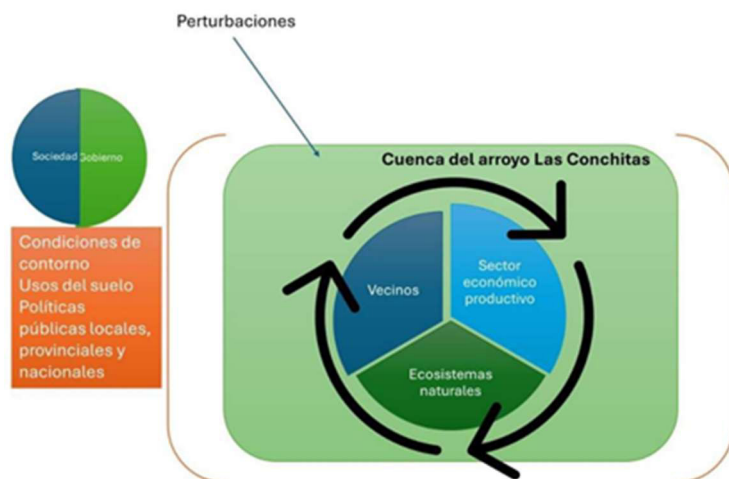 Perturbaciones
Sociedad
Gobierno
Condiciones de
contorno
Usos del suelo
Políticas
públicas locales,
provinciales y
nacionales
Cuenca del arroyo Las Conchitas
Vecinos
Sector
económico
productivo
Ecosistemas
naturales